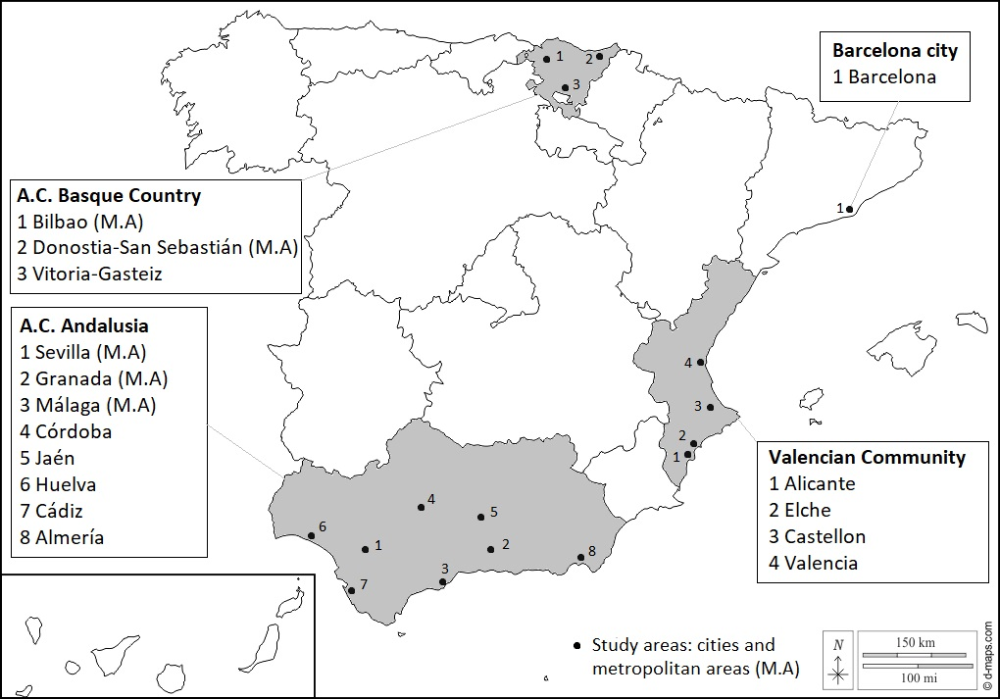 1
2
3
Barcelona city
1 Barcelona
1
A.C. Basque Country
1 Bilbao (M.A)
2 Donostia-San Sebastián (M.A)
3 Vitoria-Gasteiz
A.C. Andalusia
1 Sevilla (M.A)
2 Granada (M.A)
3 Málaga (M.A)
4 Córdoba
5 Jaén
6 Huelva
7 Cádiz
8 Almería
4
3
2
1
Valencian Community
1 Alicante
2 Elche
3 Castellon
4 Valencia
4
5
6
1
2
8
3
7
Study areas: cities and
metropolitan areas (M.A)
N
150 km
100 mi
© d-maps.com